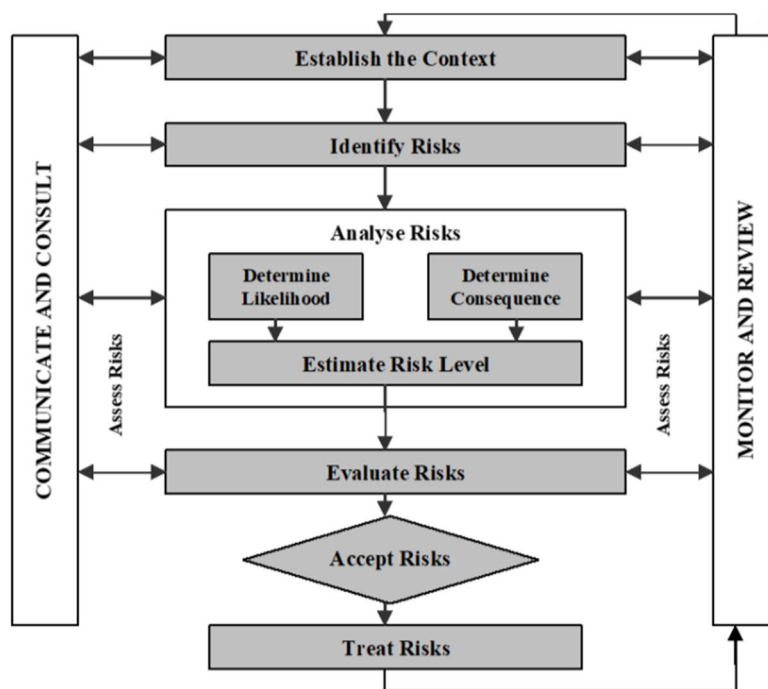 Establish the Context
Identify Risks
Analyse Risks
Determine
Likelihood
Determine
Consequence
Estimate Risk Level
Evaluate Risks
Accept Risks
Treat Risks
COMMUNICATE AND CONSULT
Assess Risks
Assess Risks
MONITOR AND REVIEW